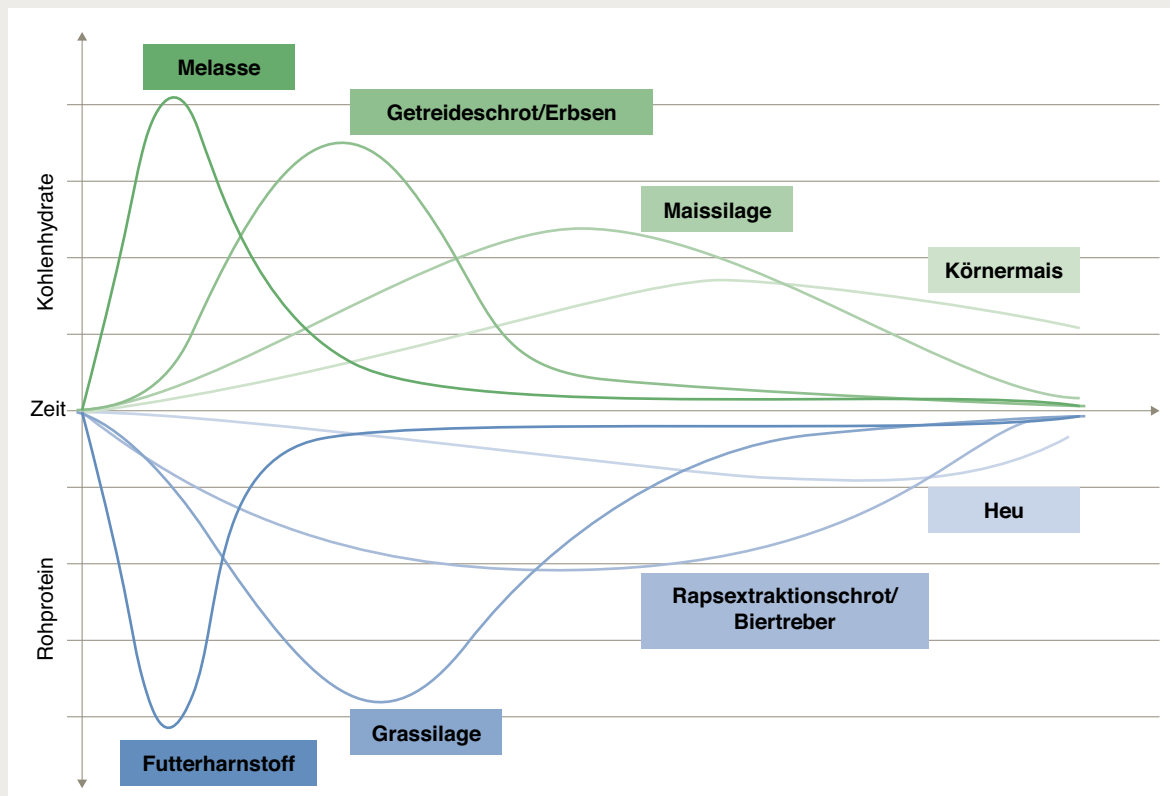 Melasse
Getreideschrot/Erbsen
Maissilage
Körnermais
Kohlenhydrate
Zeit
Rohprotein
Heu
Rapsextraktionschrot/
Biertreber
Grassilage
Futterharnstoff